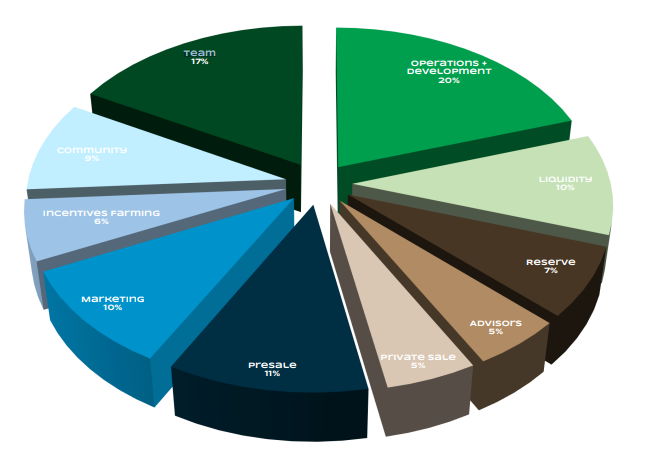 Team
17%
Operations +
Development
20%
Community
9%
Liquidity
10%
Incentives Farming
6%
Reserve
7%
Marketing
10%
Advisors
5%
Private Sale
5%
Presale
11%